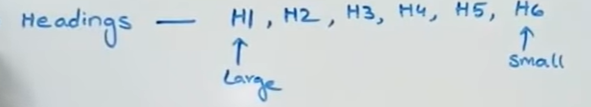 Headings — H1, H2, H3, H4, H5, H6
↑ ↑
Large small